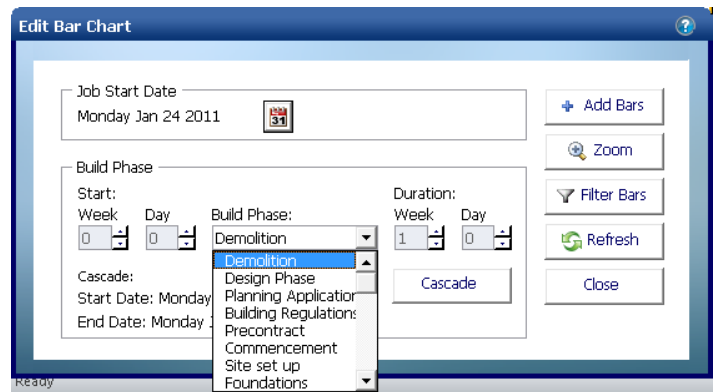 Edit Bar Chart
?
Job Start Date
Monday Jan 24 2011
31
Add Bars
Zoom
Build Phase
Start:
Duration:
Filter Bars
Week Day Build Phase: Week Day
0 0 Demolition 1 0
Refresh
Demolition
Cascade:
Design Phase
Cascade
Close
Start Date: Monday
Planning Application
End Date: Monday
Building Regulations
Precontract
Commencement
Site set up
Foundations
Ready